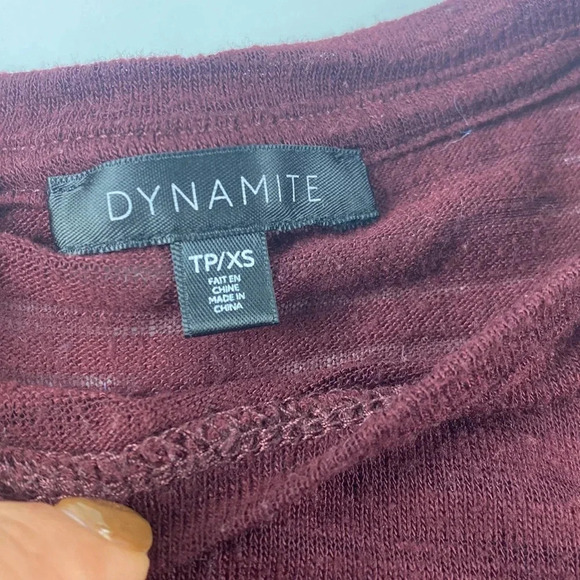 DYNAMITE
TP/XS
FAIT EN
CHINE
MADE IN
CHINA